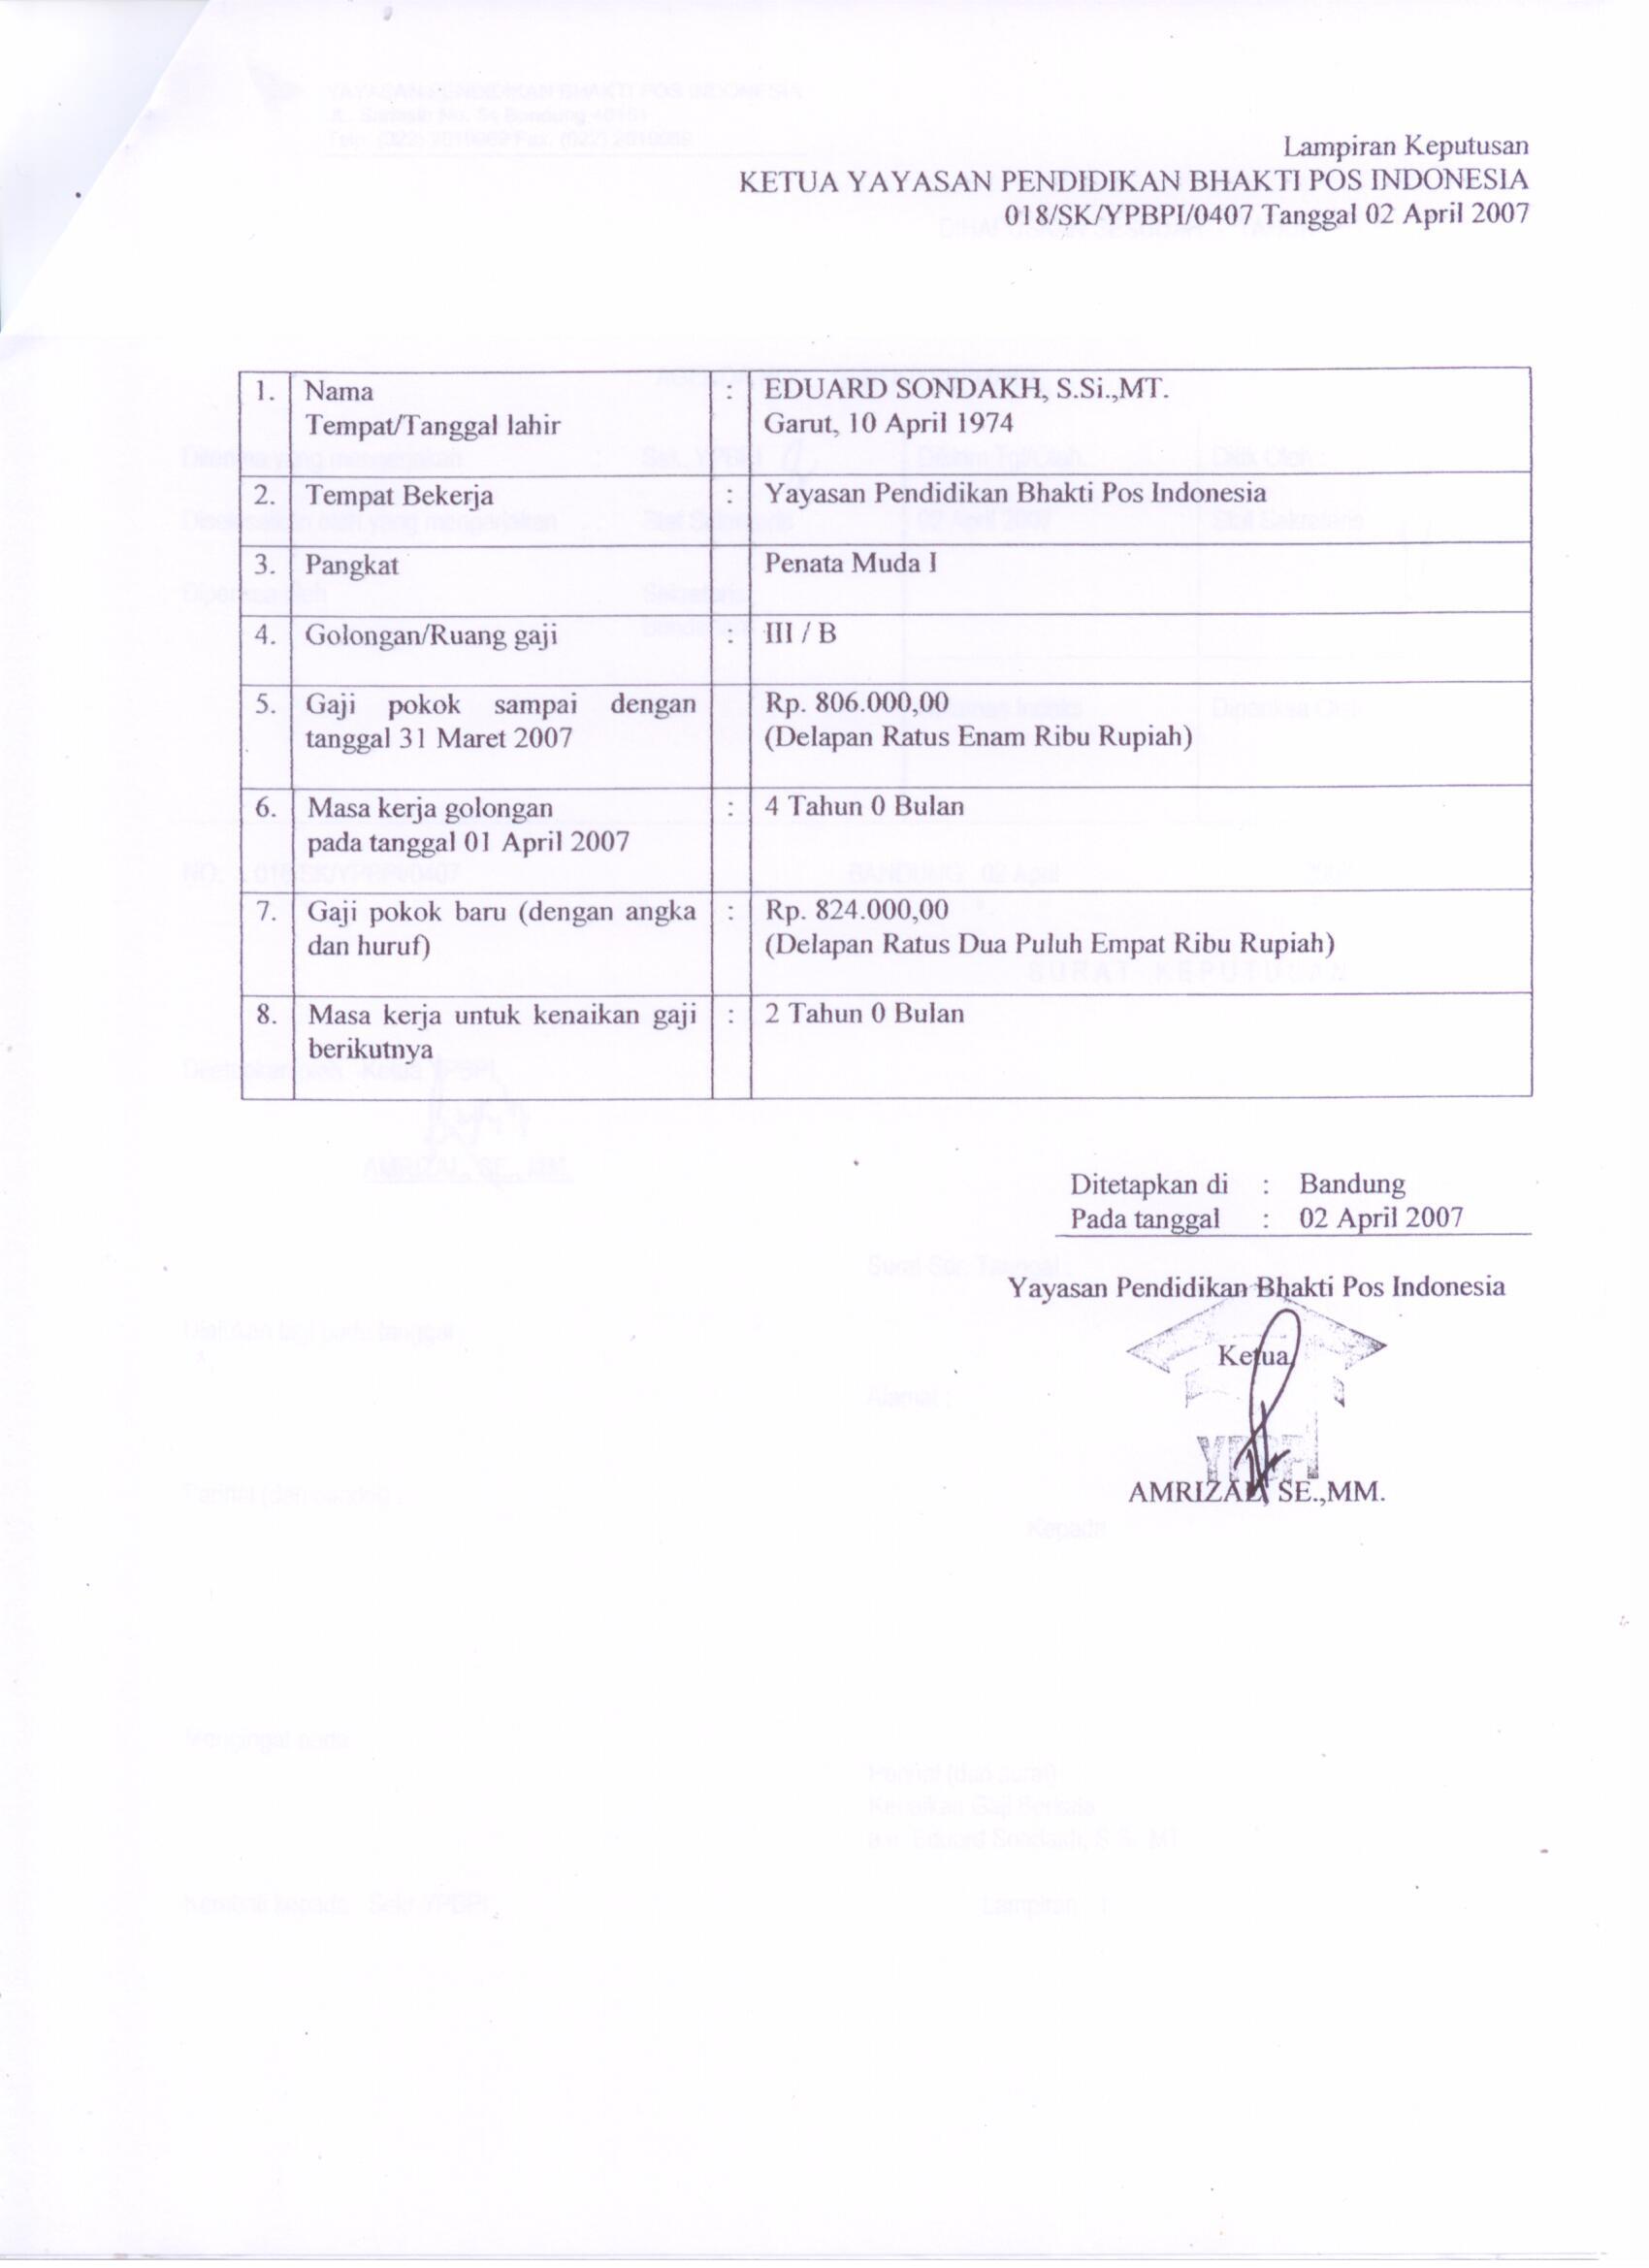 Lampiran Keputusan
KETUA YAYASAN PENDIDIKAN BHAKTI POS INDONESIA
018/SK/YPBPI/0407 Tanggal 02 April 2007
1. Nama : EDUARD SONDAKH, S.Si.,MT.
Tempat/Tanggal lahir Garut, 10 April 1974
2. Tempat Bekerja : Yayasan Pendidikan Bhakti Pos Indonesia
3. Pangkat Penata Muda I
4. Golongan/Ruang gaji : III / B
5. Gaji pokok sampai dengan Rp. 806.000,00
tanggal 31 Maret 2007 (Delapan Ratus Enam Ribu Rupiah)
6. Masa kerja golongan : 4 Tahun 0 Bulan
pada tanggal 01 April 2007
7. Gaji pokok baru (dengan angka : Rp. 824.000,00
dan huruf) (Delapan Ratus Dua Puluh Empat Ribu Rupiah)
8. Masa kerja untuk kenaikan gaji : 2 Tahun 0 Bulan
berikutnya
Ditetapkan di : Bandung
Pada tanggal : 02 April 2007
Yayasan Pendidikan Bhakti Pos Indonesia
Ketua,
YPBPI
AMRIZAL, SE.,MM.